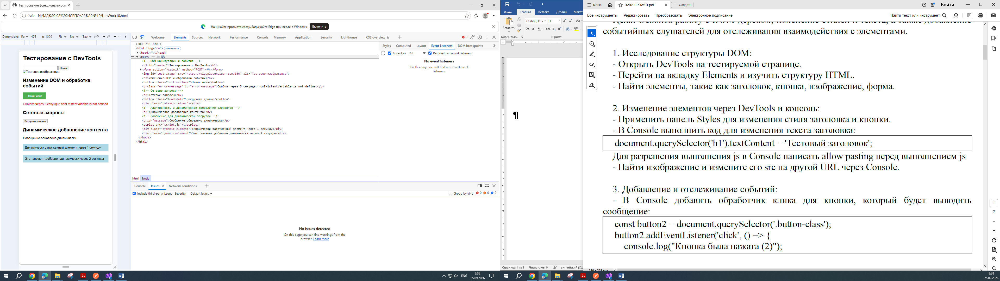 Тестирование функциональност
Файл N:/МДК.02.02%20ИСРПО/ЛР%20№10/LabWork10.html
Начинайте просмотр сразу. Запускайте Edge при входе в Windows. Включить
Dimensions: Re 478 x 1096 Fit No 'Sav
Тестирование с DevTools
Найти
Тестовое изображение
Изменение DOM и обработка
событий
Нажми меня
Ошибка через 3 секунды: nonExistentVariable is not defined
Сетевые запросы
Загрузить данные
Динамическое добавление контента
Сообщение обновлено динамически
Динамически загруженный элемент через 1 секунду
Этот элемент добавлен динамически через 2 секунды
Welcome Elements Sources Network Performance Console Memory Application Security Lighthouse CSS overview 3
<!DOCTYPE html>
<html lang="ru"> view-source
<head> </head>
<body> == $0
<!-- DOM манипуляции и события -->
<h1 id="header">Тестирование с DevTools</h1>
<form action="/submit" method="POST"> </form>
<img id="test-image" src="https://via.placeholder.com/150" alt="Тестовое изображение">
<h2>Изменение DOM и обработка событий</h2>
<button class="button-class">Нажми меня</button>
<p class="error-message" id="error-message">Ошибка через 3 секунды: nonExistentVariable is not defined</p>
<!-- Сетевые запросы -->
<h2>Сетевые запросы</h2>
<button class="load-data">Загрузить данные</button>
<div class="data-container"></div>
<!-- Адаптивность и динамическое добавление элементов -->
<h2>Динамическое добавление контента</h2>
<!-- Сообщение для динамической загрузки -->
<p id="message">Сообщение обновлено динамически</p>
<script src="script.js"></script>
<div class="dynamic-element">Динамически загруженный элемент через 1 секунду</div>
<div class="dynamic-element">Этот элемент добавлен динамически через 2 секунды</div>
</body>
</html>
html body
Styles Computed Layout Event Listeners DOM breakpoints
Ancestors All Resolve Framework listeners
No event listeners
On this page you will find registered event
listeners
Console Issues Network conditions
Include third-party issues Severity: Default levels Group by kind 0 0 0
No issues detected
On this page you can find warnings from the
browser. Learn more
ENG
8:38
25.09.2026
Файл Главная Вставка Дизайн Макет
Вставить
Calibri (Оснс 11
Ж К Ч abc x₂ x²
Буфер обм... Шрифт
¶
Страница 1 из 1 Число слов: 0 английский (СШ
Меню 0202 ЛР №10.pdf Создать Войти
Все инструменты Редактировать Преобразовать Электронное подписание Найти текст или инструмент
Цель: Освоить работу с DOM-деревом, изменение стилей и текста, а также добавление
событийных слушателей для отслеживания взаимодействия с элементами.
1. Исследование структуры DOM:
- Открыть DevTools на тестируемой странице.
- Перейти на вкладку Elements и изучить структуру HTML.
- Найти элементы, такие как заголовок, кнопка, изображение, форма.
2. Изменение элементов через DevTools и консоль:
- Применить панель Styles для изменения стиля заголовка и кнопки.
- В Console выполнить код для изменения текста заголовка:
document.querySelector('h1').textContent = 'Тестовый заголовок';
Для разрешения выполнения js в Console написать allow pasting перед выполнением js
- Найти изображение и измените его src на другой URL через Console.
3. Добавление и отслеживание событий:
- В Console добавить обработчик клика для кнопки, который будет выводить
сообщение:
const button2 = document.querySelector('.button-class');
button2.addEventListener('click', () => {
console.log("Кнопка была нажата (2)");
1
7
8:38
25.09.2026